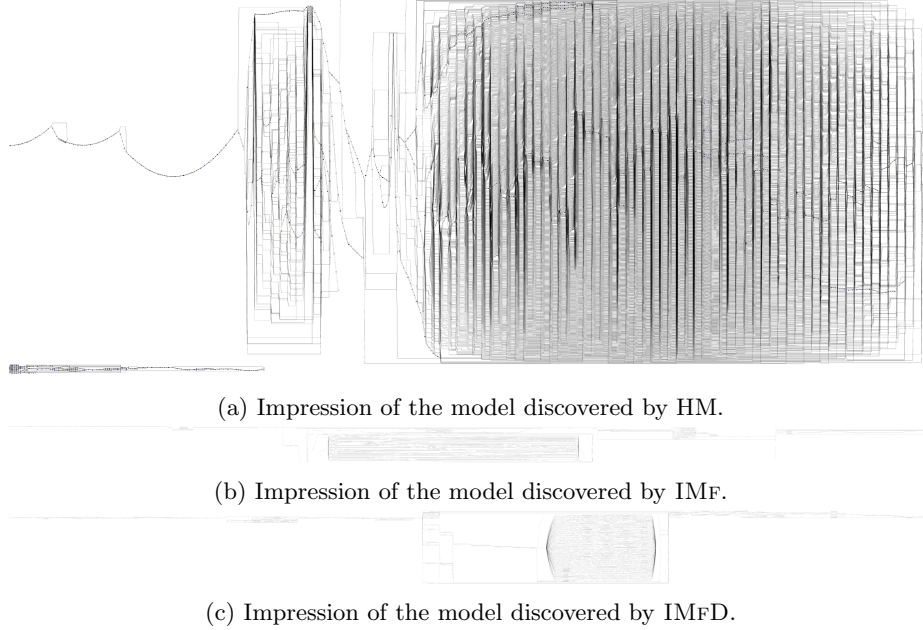 (a) Impression of the model discovered by HM.
(b) Impression of the model discovered by IMF.
(c) Impression of the model discovered by IMFD.